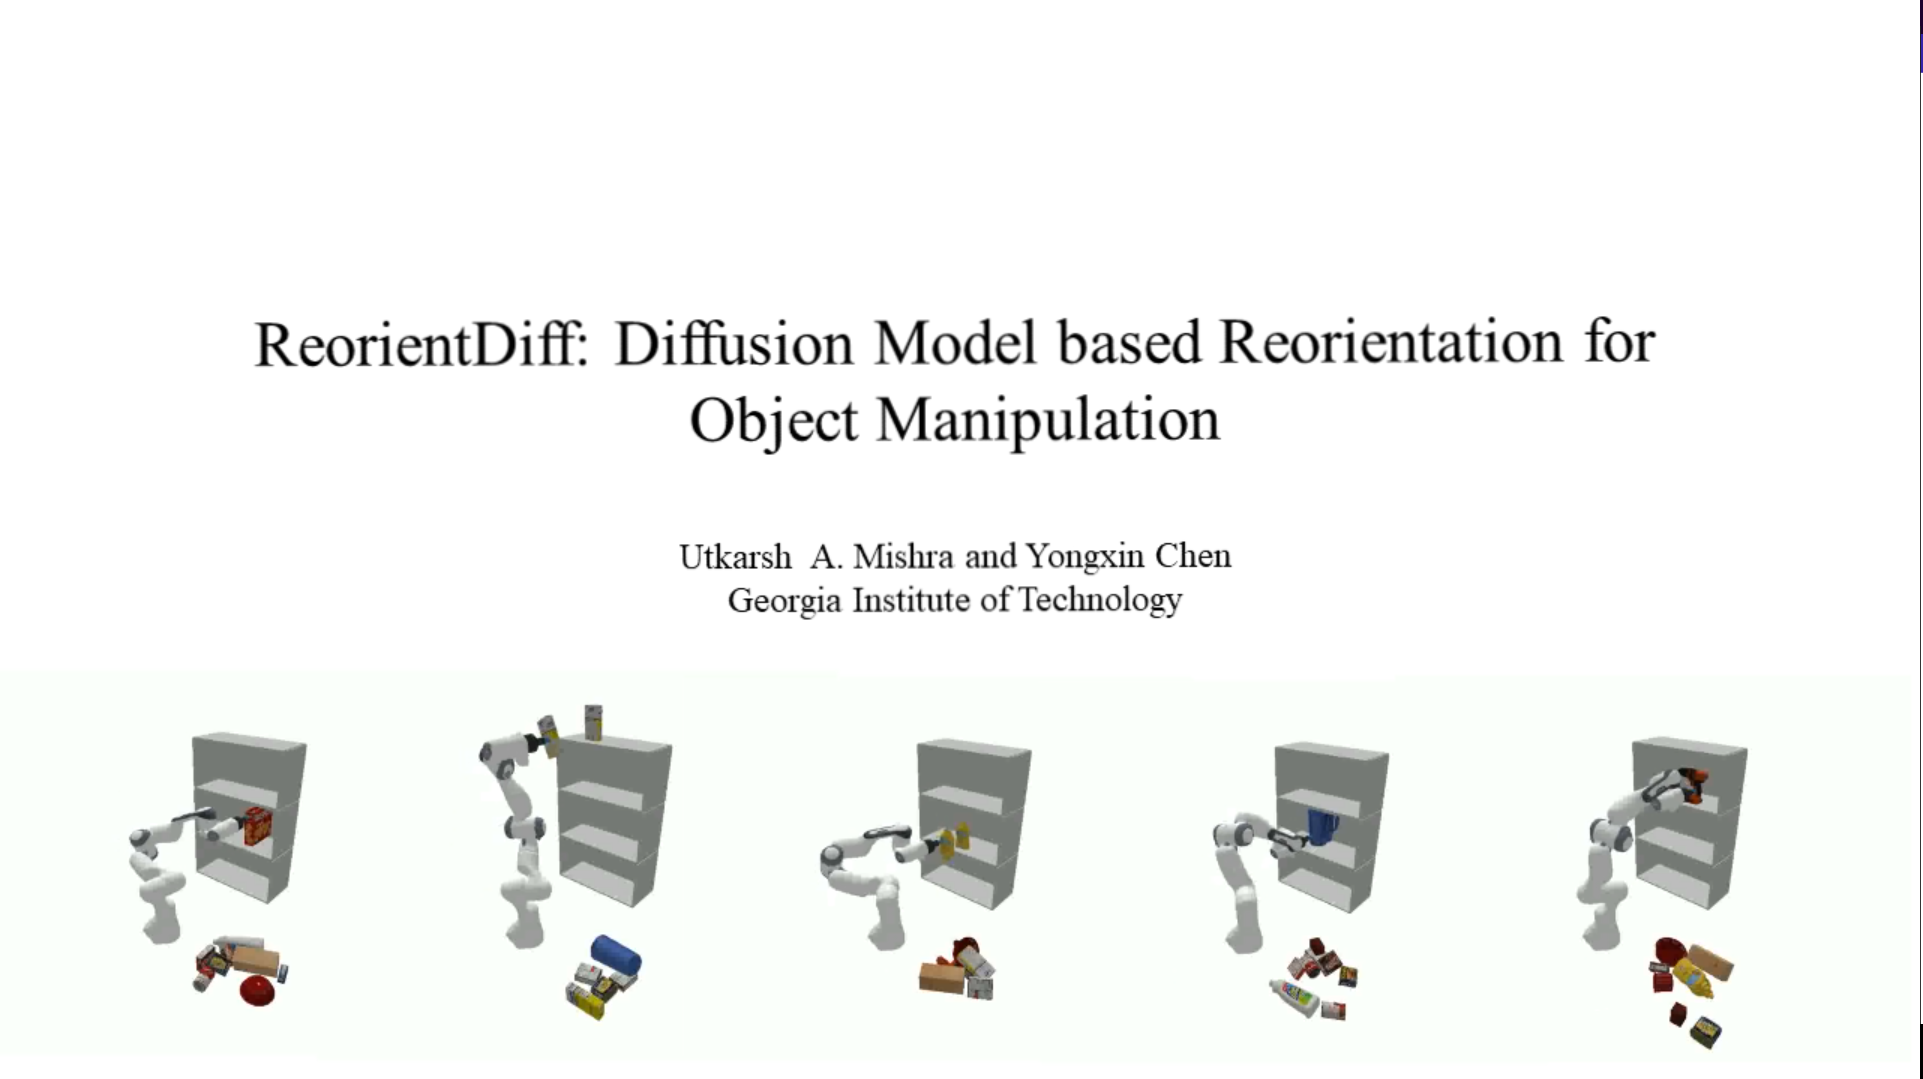 ReorientDiff: Diffusion Model based Reorientation for
Object Manipulation
Utkarsh A. Mishra and Yongxin Chen
Georgia Institute of Technology